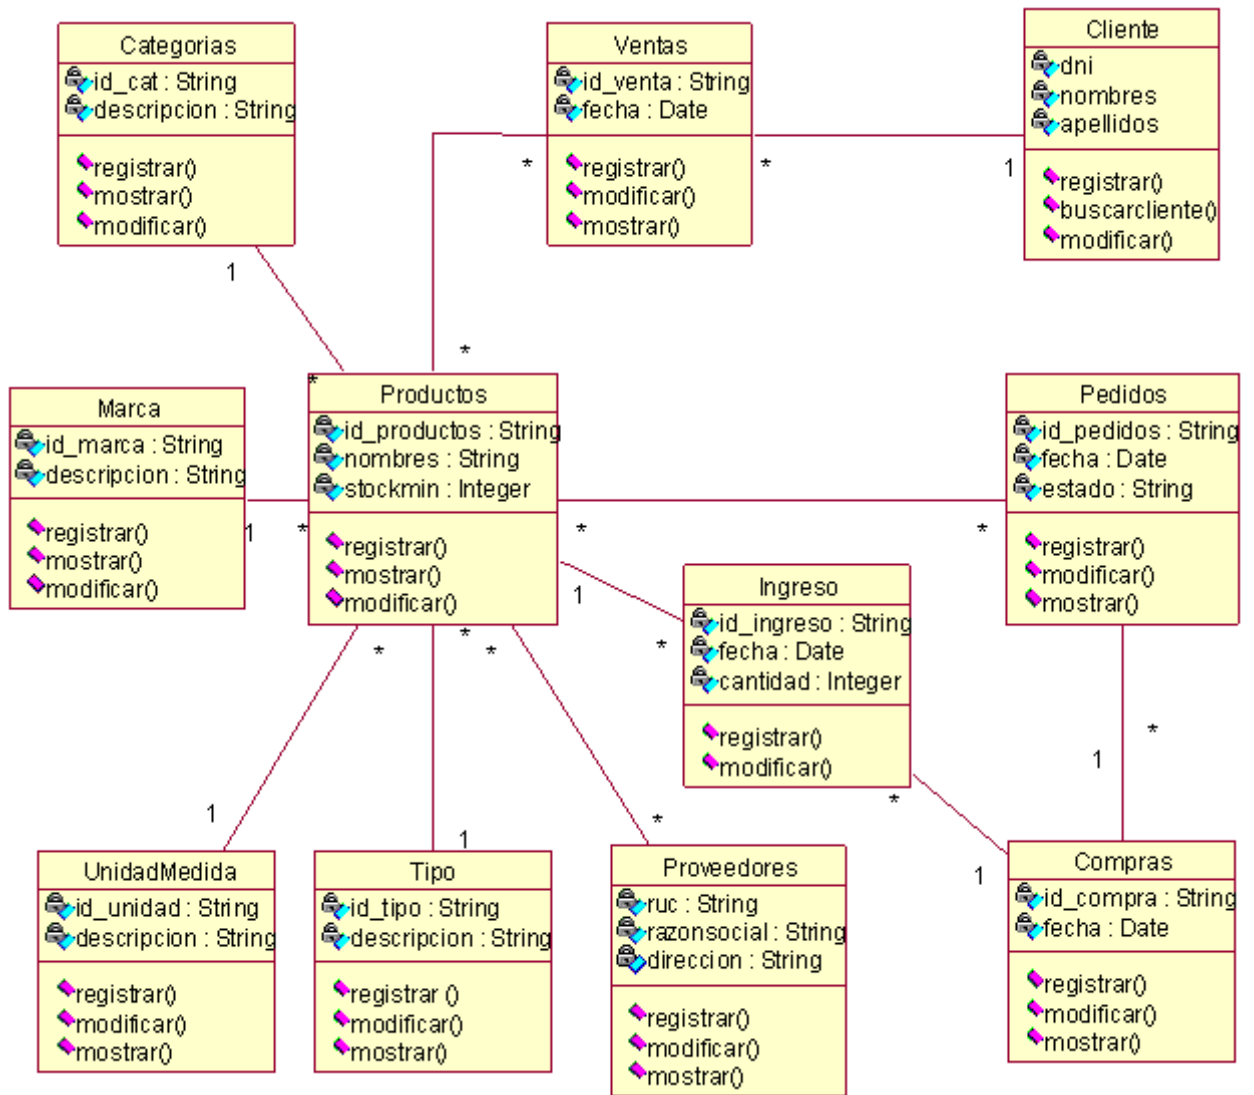 Categorias
id_cat : String
descripcion : String
registrar()
mostrar()
modificar()
1
Ventas
id_venta : String
fecha : Date
registrar()
modificar()
mostrar()
*
*
Cliente
dni
nombres
apellidos
registrar()
buscarcliente()
modificar()
1
*
*
Marca
id_marca : String
descripcion : String
registrar()
mostrar()
modificar()
1
*
Productos
id_productos : String
nombres : String
stockmin : Integer
registrar()
mostrar()
modificar()
*
*
1
*
*
*
*
Pedidos
id_pedidos : String
fecha : Date
estado : String
registrar()
modificar()
mostrar()
*
1
Ingreso
id_ingreso : String
fecha : Date
cantidad : Integer
registrar()
modificar()
*
1
1
1
*
UnidadMedida
id_unidad : String
descripcion : String
registrar()
modificar()
mostrar()
Tipo
id_tipo : String
descripcion : String
registrar ()
modificar()
mostrar()
Proveedores
ruc : String
razonsocial : String
direccion : String
registrar()
modificar()
mostrar()
Compras
id_compra : String
fecha : Date
registrar()
modificar()
mostrar()